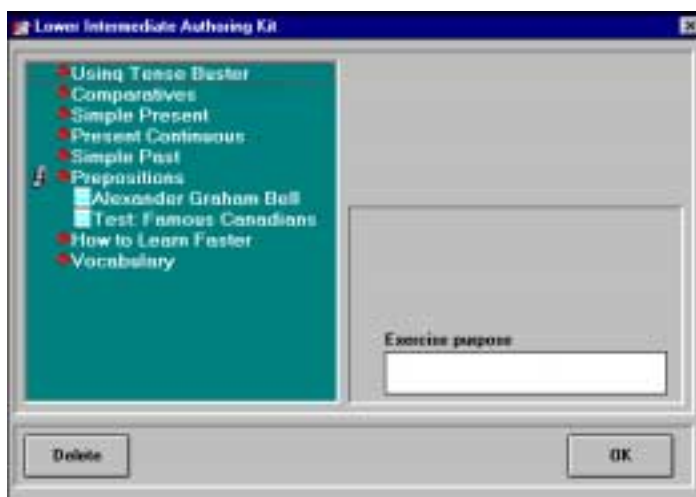 Lower Intermediate Authoring Kit
Using Tense Buster
Comparatives
Simple Present
Present Continuous
Simple Past
Prepositions
Alexander Graham Bell
Test: Famous Canadians
How to Learn Faster
Vocabulary
Exercise purpose
Delete
OK